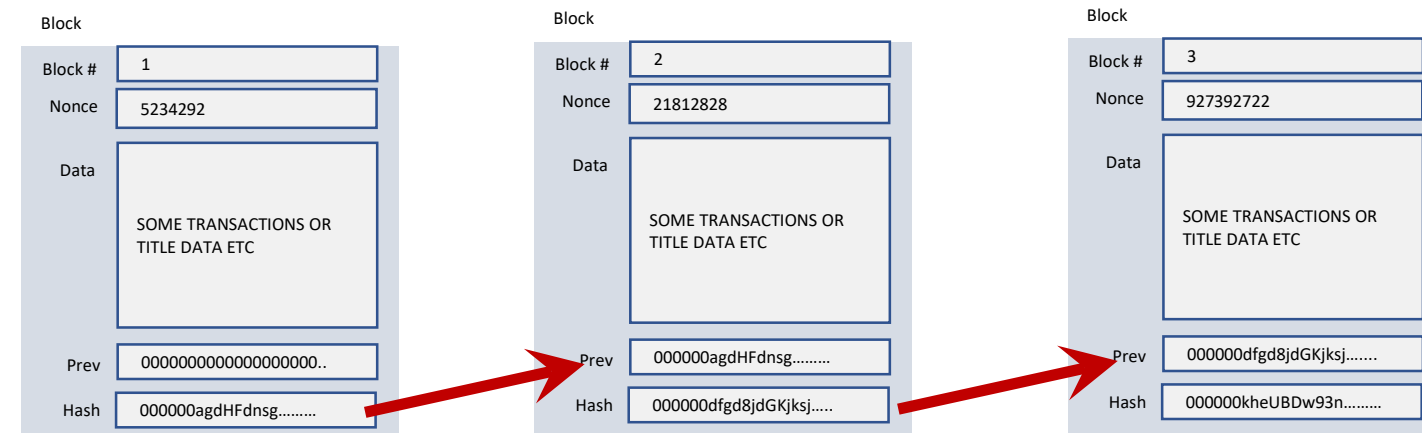 Block
Block #
1
Nonce
5234292
Data
SOME TRANSACTIONS OR
TITLE DATA ETC
Prev
0000000000000000000..
Hash
000000agdHFdnsg………
Block
Block #
2
Nonce
21812828
Data
SOME TRANSACTIONS OR
TITLE DATA ETC
Prev
000000agdHFdnsg………
Hash
000000dfgd8jdGKjksj…..
Block
Block #
3
Nonce
927392722
Data
SOME TRANSACTIONS OR
TITLE DATA ETC
Prev
000000dfgd8jdGKjksj…....
Hash
000000kheUBDw93n………